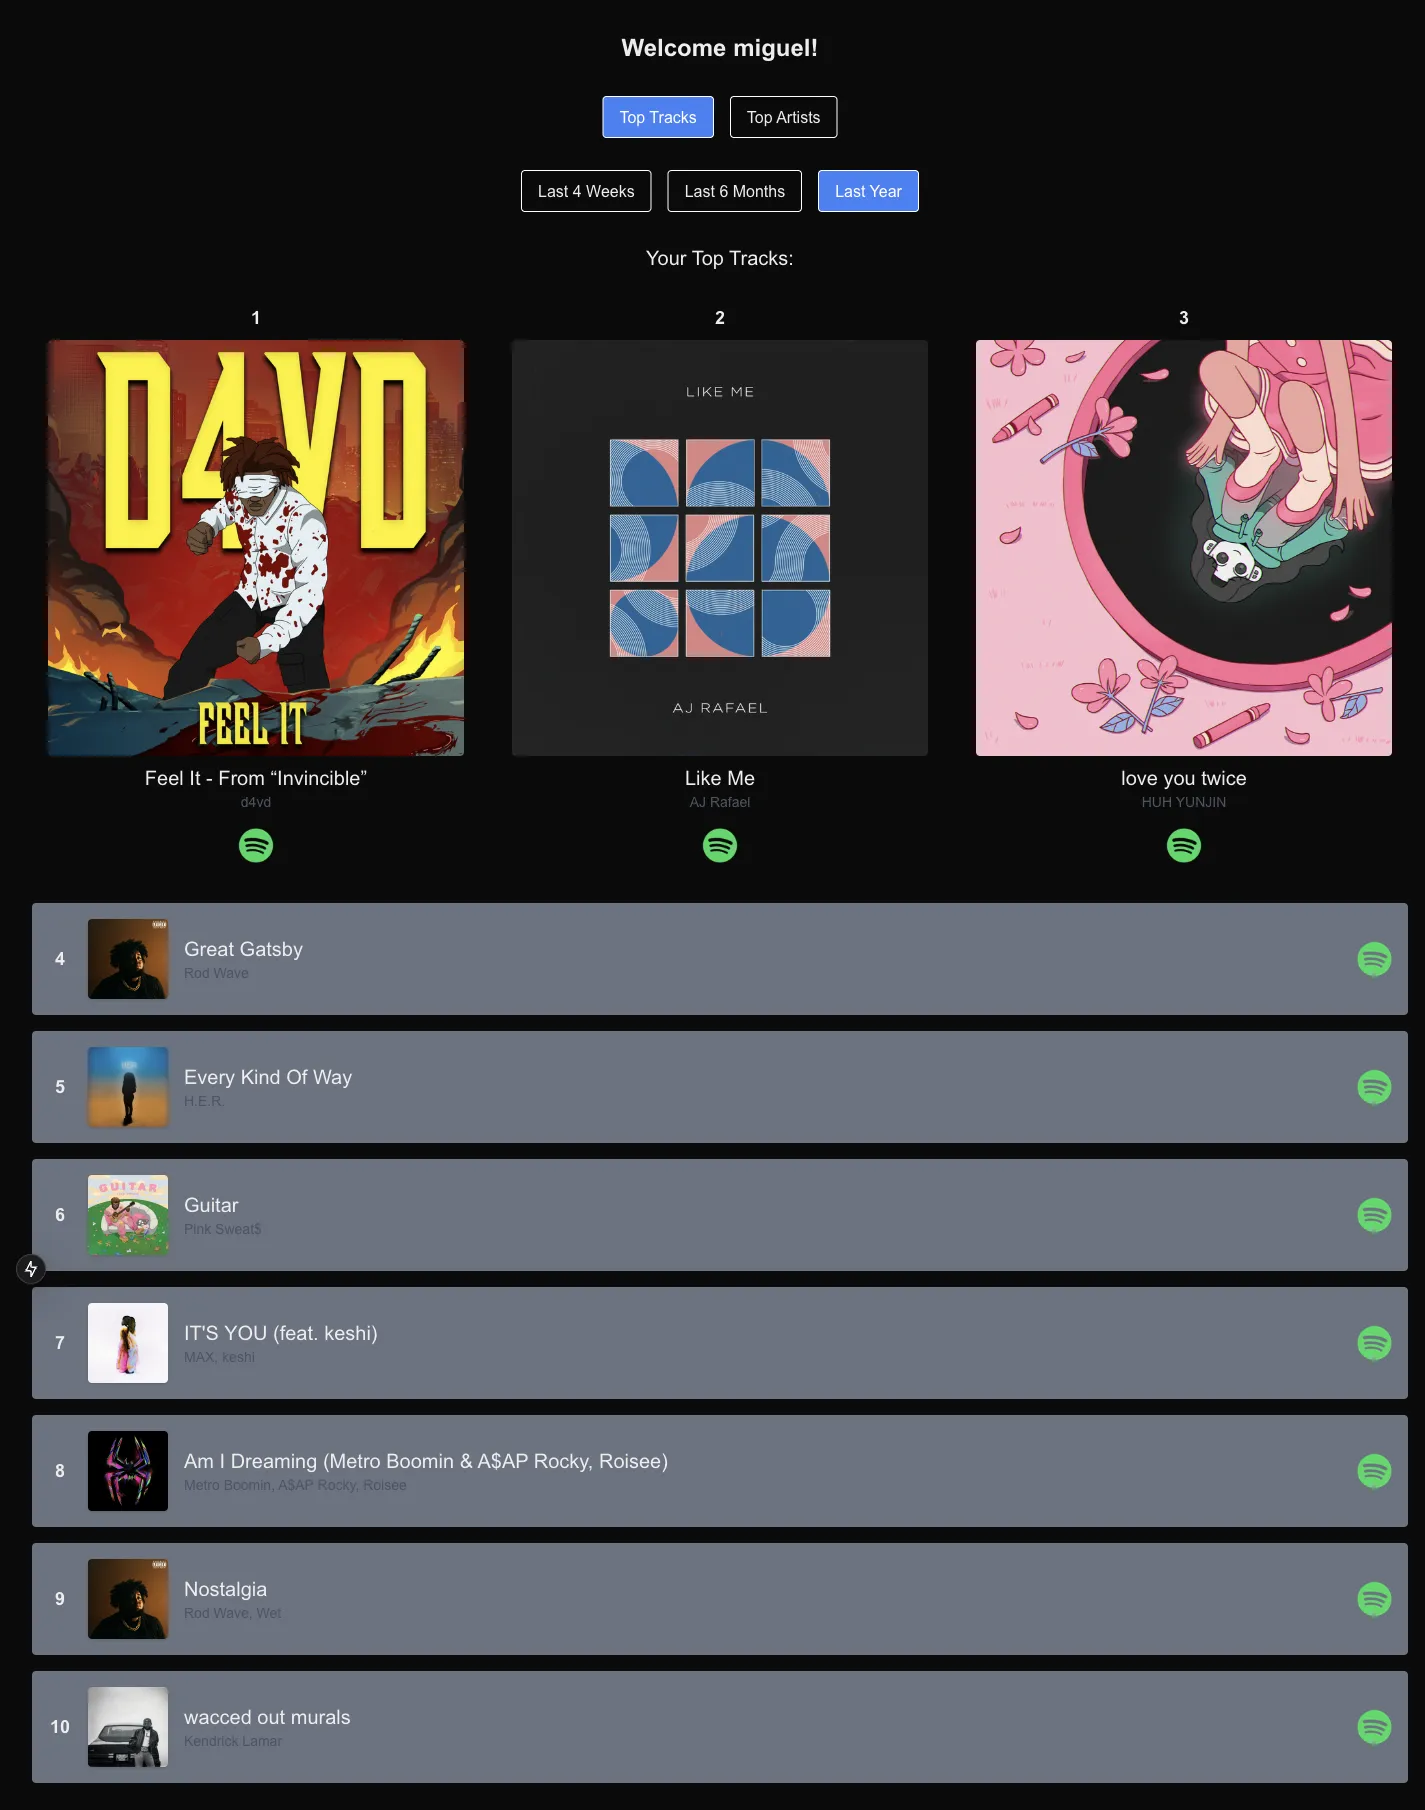 Welcome miguel!
Top Tracks Top Artists
Last 4 Weeks Last 6 Months Last Year
Your Top Tracks:
1 2 3
D4VD
FEEL IT
LIKE ME
AJ RAFAEL
Feel It - From “Invincible” Like Me love you twice
d4vd AJ Rafael HUH YUNJIN
4
Great Gatsby
Rod Wave
5
Every Kind Of Way
H.E.R.
6
GUITAR
Guitar
Pink Sweat$
7
IT'S YOU (feat. keshi)
MAX, keshi
8
Am I Dreaming (Metro Boomin & A$AP Rocky, Roisee)
Metro Boomin, A$AP Rocky, Roisee
9
Nostalgia
Rod Wave, Wet
10
wacced out murals
Kendrick Lamar